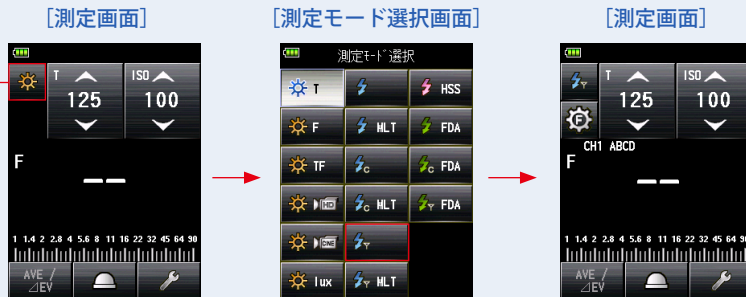 [測定画面]
T
125
ISO
100
F
1 1.4 2 2.8 4 5.6 8 11 16 22 32 45 64 90
AVE /
⊿EV
[測定モード選択画面]
測定ﾓｰﾄﾞ選択
T
HSS
F
HLT
FDA
TF
C
C FDA
HD
C HLT
Y FDA
CNE
Y
lux
Y HLT
[測定画面]
Y
T
125
ISO
100
F
CH1 ABCD
F
1 1.4 2 2.8 4 5.6 8 11 16 22 32 45 64 90
AVE /
⊿EV